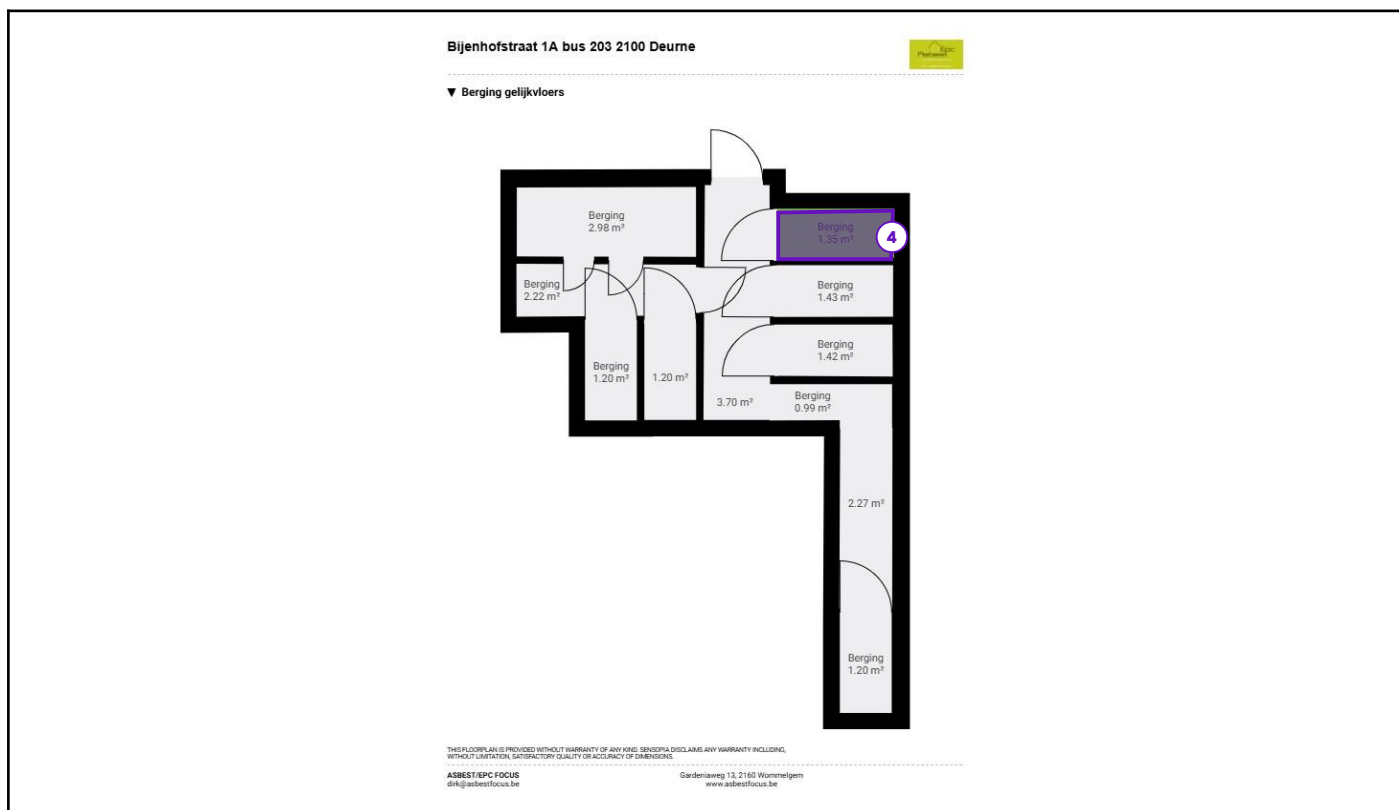 Bijenhofstraat 1A bus 203 2100 Deurne
Epc
▼ Berging gelijkvloers
Berging
2.98 m²
Berging
1.35 m²
4
Berging
2.22 m²
Berging
1.43 m²
Berging
1.42 m²
Berging
1.20 m²
1.20 m²
3.70 m²
Berging
0.99 m²
2.27 m²
Berging
1.20 m²
THIS FLOORPLAN IS PROVIDED WITHOUT WARRANTY OF ANY KIND. SENSOPIA DISCLAIMS ANY WARRANTY INCLUDING,
WITHOUT LIMITATION, SATISFACTORY QUALITY OR ACCURACY OF DIMENSIONS.
ASBEST/EPC FOCUS
dirk@asbestfocus.be
Gardeniaweg 13, 2160 Wommelgem
www.asbestfocus.be